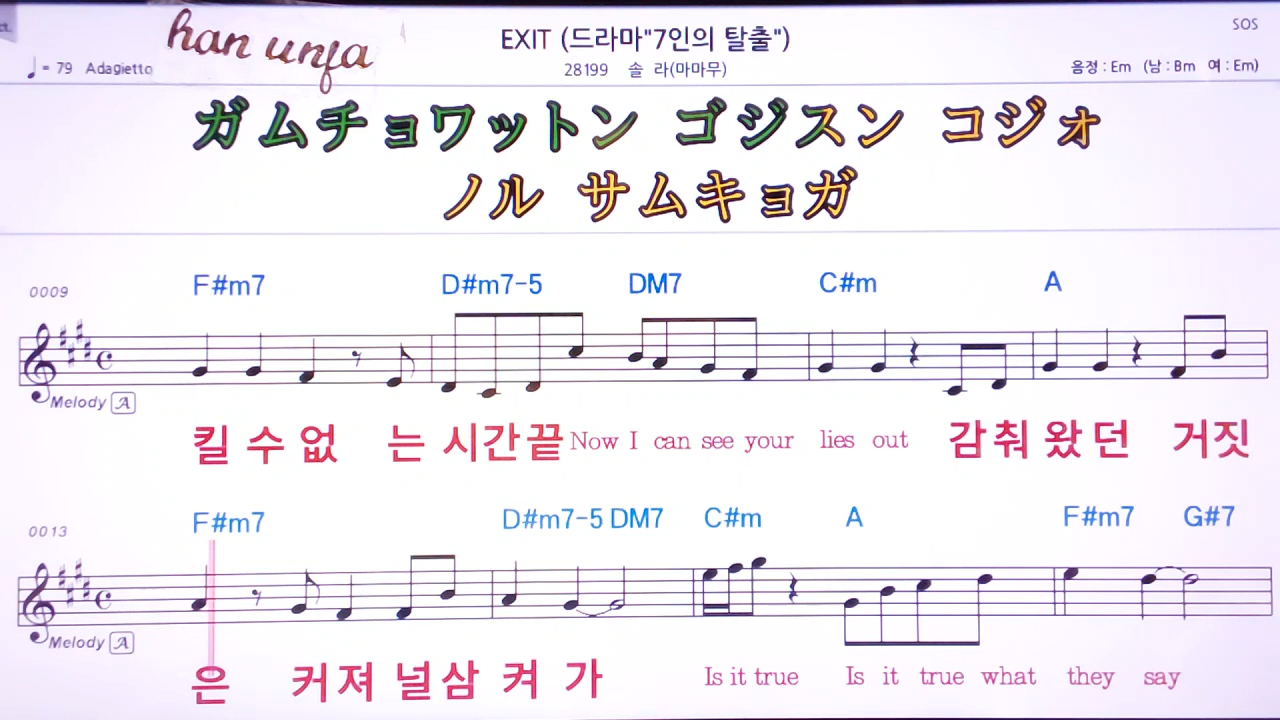 han unja
EXIT (드라마"7인의 탈출")
SOS
♩= 79 Adagietto
28199 솔 라(마마무)
음정 : Em (남 : Bm 여 : Em)
ガムチョワットン ゴジスン コジォ
ノル サムキョガ
0009
F#m7 D#m7-5 DM7 C#m A
Melody A
킬 수 없 는 시간끝 Now I can see your lies out 감춰 왔던 거짓
0013
F#m7 D#m7-5 DM7 C#m A F#m7 G#7
Melody A
은 커져 널삼 켜 가 Is it true Is it true what they say